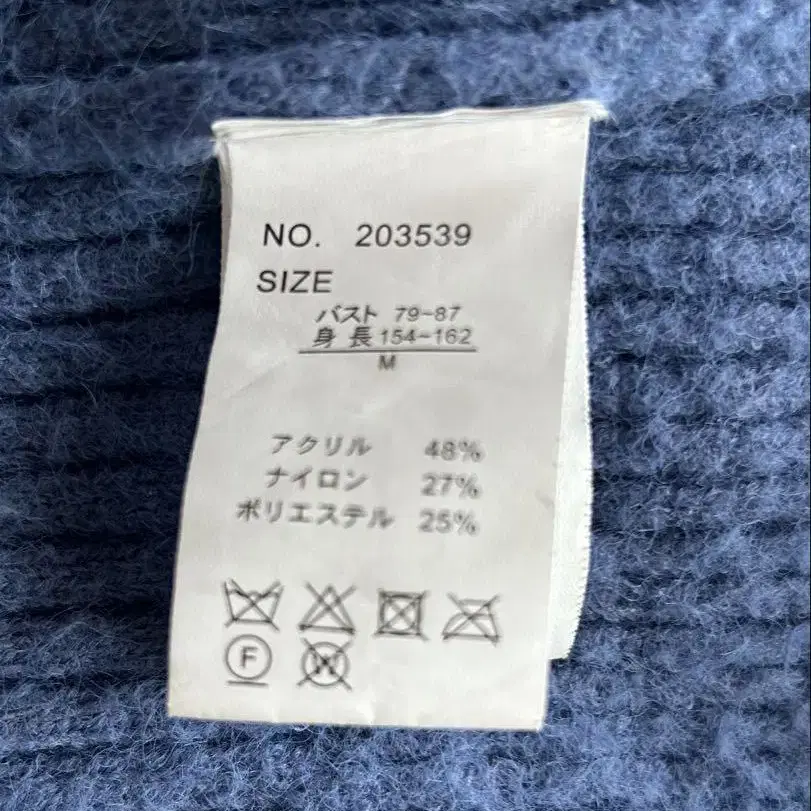 NO. 203539
SIZE
バスト 79-87
身長 154-162
M
アクリル 48%
ナイロン 27%
ポリエステル 25%
F
W